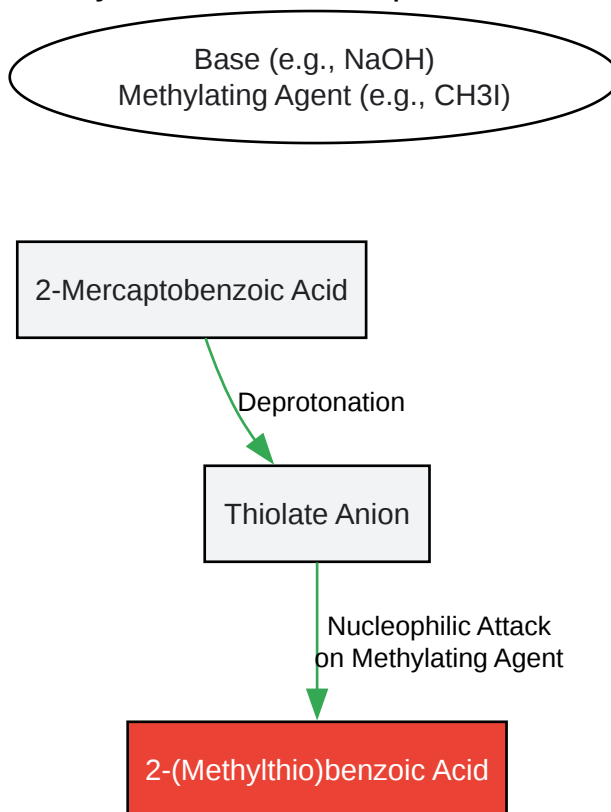 Base (e.g., NaOH)
Methylating Agent (e.g., CH3I)
2-Mercaptobenzoic Acid
Deprotonation
Thiolate Anion
Nucleophilic Attack
on Methylating Agent
2-(Methylthio)benzoic Acid